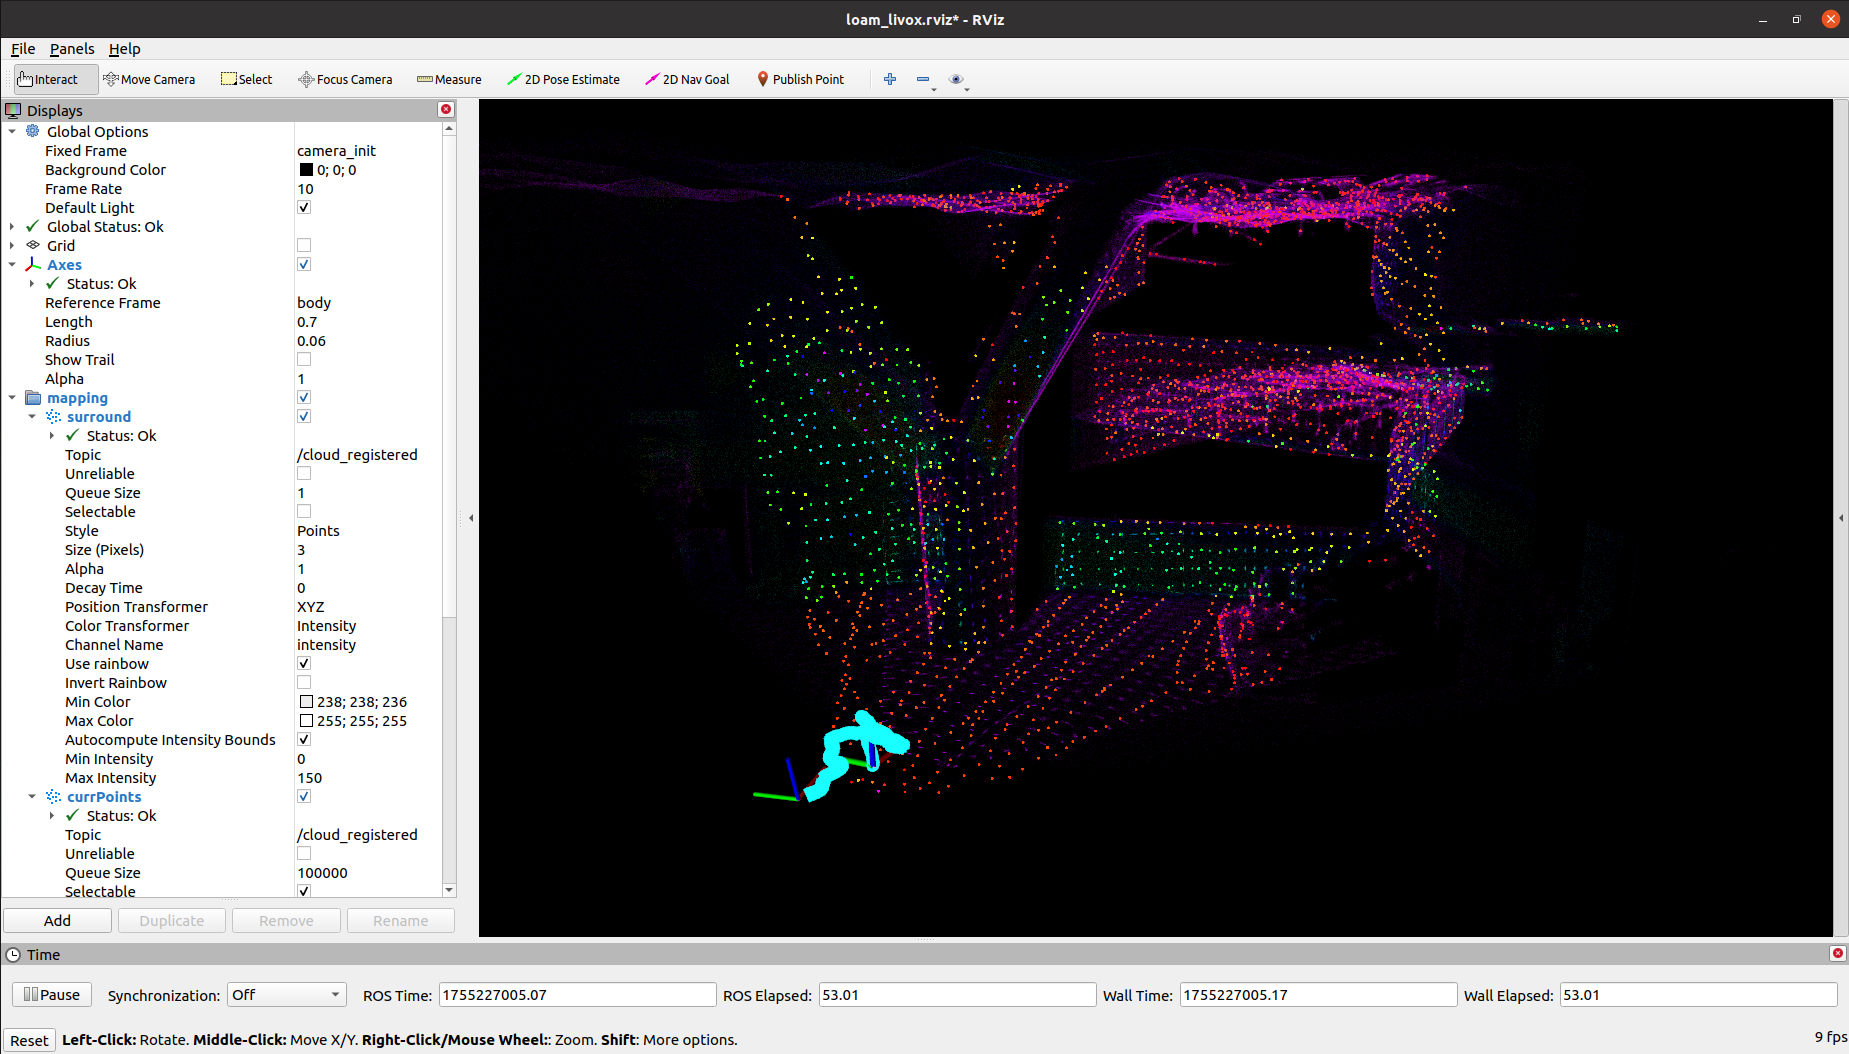 loam_livox.rviz* - RViz
File Panels Help
Interact Move Camera Select Focus Camera Measure 2D Pose Estimate 2D Nav Goal Publish Point
Displays
Global Options
Fixed Frame camera_init
Background Color 0; 0; 0
Frame Rate 10
Default Light
Global Status: Ok
Grid
Axes
Status: Ok
Reference Frame body
Length 0.7
Radius 0.06
Show Trail
Alpha 1
mapping
surround
Status: Ok
Topic /cloud_registered
Unreliable
Queue Size 1
Selectable
Style Points
Size (Pixels) 3
Alpha 1
Decay Time 0
Position Transformer XYZ
Color Transformer Intensity
Channel Name intensity
Use rainbow
Invert Rainbow
Min Color 238; 238; 236
Max Color 255; 255; 255
Autocompute Intensity Bounds
Min Intensity 0
Max Intensity 150
currPoints
Status: Ok
Topic /cloud_registered
Unreliable
Queue Size 100000
Selectable
Add Duplicate Remove Rename
Time
Pause Synchronization: Off ROS Time: 1755227005.07 ROS Elapsed: 53.01 Wall Time: 1755227005.17 Wall Elapsed: 53.01
Reset Left-Click: Rotate. Middle-Click: Move X/Y. Right-Click/Mouse Wheel:: Zoom. Shift: More options. 9 fps